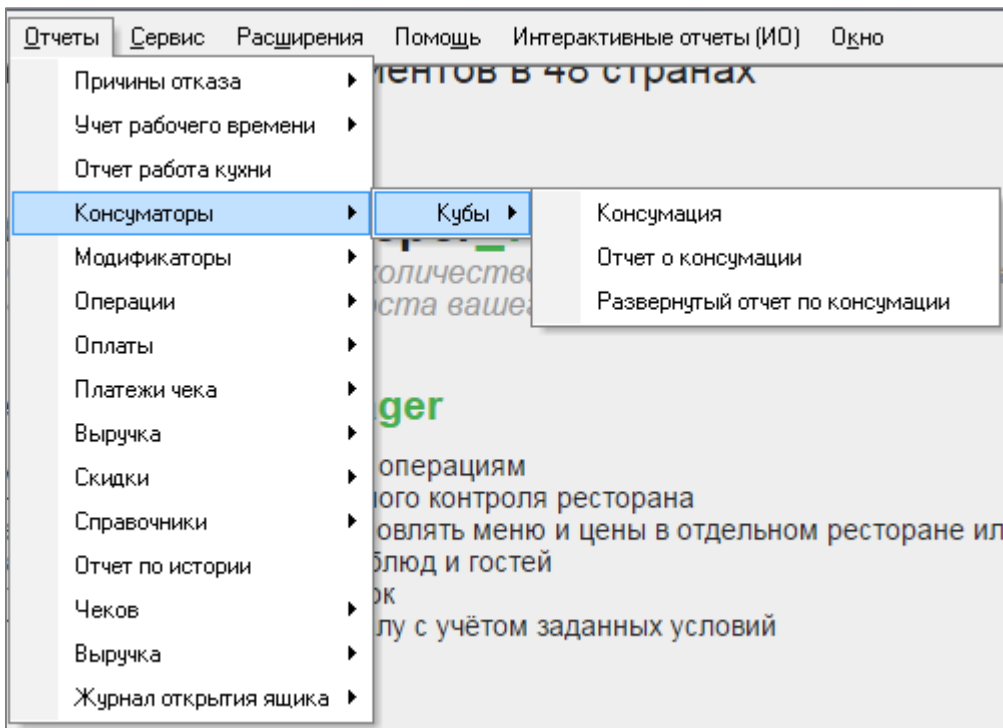 Отчеты Сервис Расширения Помощь Интерактивные отчеты (ИО) Окно
в 48 странах
Причины отказа
Учет рабочего времени
Отчет работа кухни
Консуматоры
Кубы
Консумация
Отчет о консумации
Развернутый отчет по консумации
Модификаторы
Операции
Оплаты
Платежи чека
Выручка
Скидки
Справочники
Отчет по истории
Чеков
Выручка
Журнал открытия ящика
количество
ста ваше
ger
операциям
ого контроля ресторана
овлять меню и цены в отдельном ресторане ил
блюд и гостей
ок
лу с учётом заданных условий